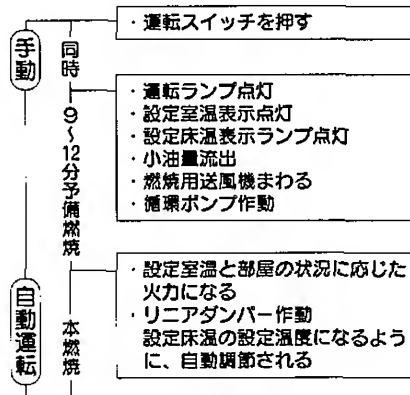 手動
同時
9〜12分予備燃焼
自動運転
本燃焼
・運転スイッチを押す
・運転ランプ点灯
・設定室温表示点灯
・設定床温表示ランプ点灯
・小油量流出
・燃焼用送風機まわる
・循環ポンプ作動
・設定室温と部屋の状況に応じた
火力になる
・リニアダンパー作動
設定床温の設定温度になるよう
に、自動調節される